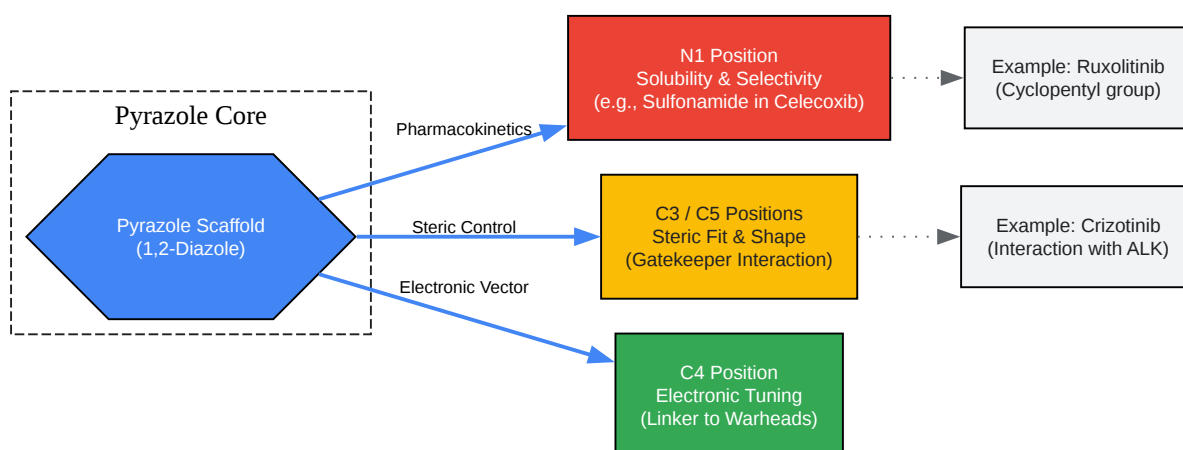 Pyrazole Core
Pyrazole Scaffold
(1,2-Diazole)
Pharmacokinetics
Steric Control
Electronic Vector
N1 Position
Solubility & Selectivity
(e.g., Sulfonamide in Celecoxib)
Example: Ruxolitinib
(Cyclopentyl group)
C3 / C5 Positions
Steric Fit & Shape
(Gatekeeper Interaction)
Example: Crizotinib
(Interaction with ALK)
C4 Position
Electronic Tuning
(Linker to Warheads)